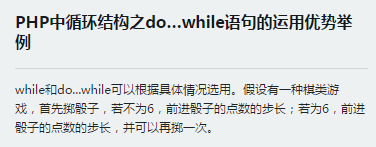 PHP中循环结构之do...while语句的运用优势举
例
while和do...while可以根据具体情况选用。假设有一种棋类游
戏，首先掷骰子，若不为6，前进骰子的点数的步长；若为6，前进
骰子的点数的步长，并可以再掷一次。